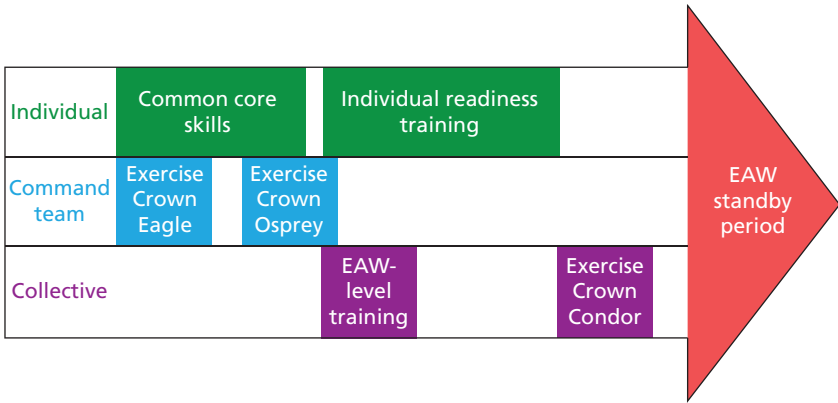 Individual
Common core
skills
Individual readiness
training
Command
team
Exercise
Crown
Eagle
Exercise
Crown
Osprey
Collective
EAW-
level
training
Exercise
Crown
Condor
EAW
standby
period